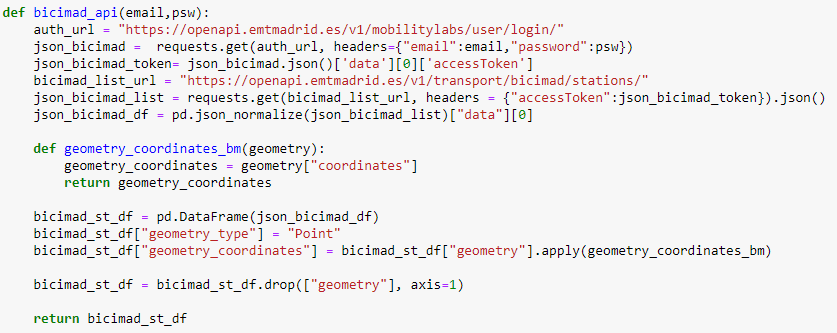 def bicimad_api(email,psw):
    auth_url = "https://openapi.emtmadrid.es/v1/mobilitylabs/user/login/"
    json_bicimad =  requests.get(auth_url, headers={"email":email,"password":psw})
    json_bicimad_token= json_bicimad.json()['data'][0]['accessToken']
    bicimad_list_url = "https://openapi.emtmadrid.es/v1/transport/bicimad/stations/"
    json_bicimad_list = requests.get(bicimad_list_url, headers = {"accessToken":json_bicimad_token}).json()
    json_bicimad_df = pd.json_normalize(json_bicimad_list)["data"][0]

    def geometry_coordinates_bm(geometry):
        geometry_coordinates = geometry["coordinates"]
        return geometry_coordinates

    bicimad_st_df = pd.DataFrame(json_bicimad_df)
    bicimad_st_df["geometry_type"] = "Point"
    bicimad_st_df["geometry_coordinates"] = bicimad_st_df["geometry"].apply(geometry_coordinates_bm)

    bicimad_st_df = bicimad_st_df.drop(["geometry"], axis=1)

    return bicimad_st_df